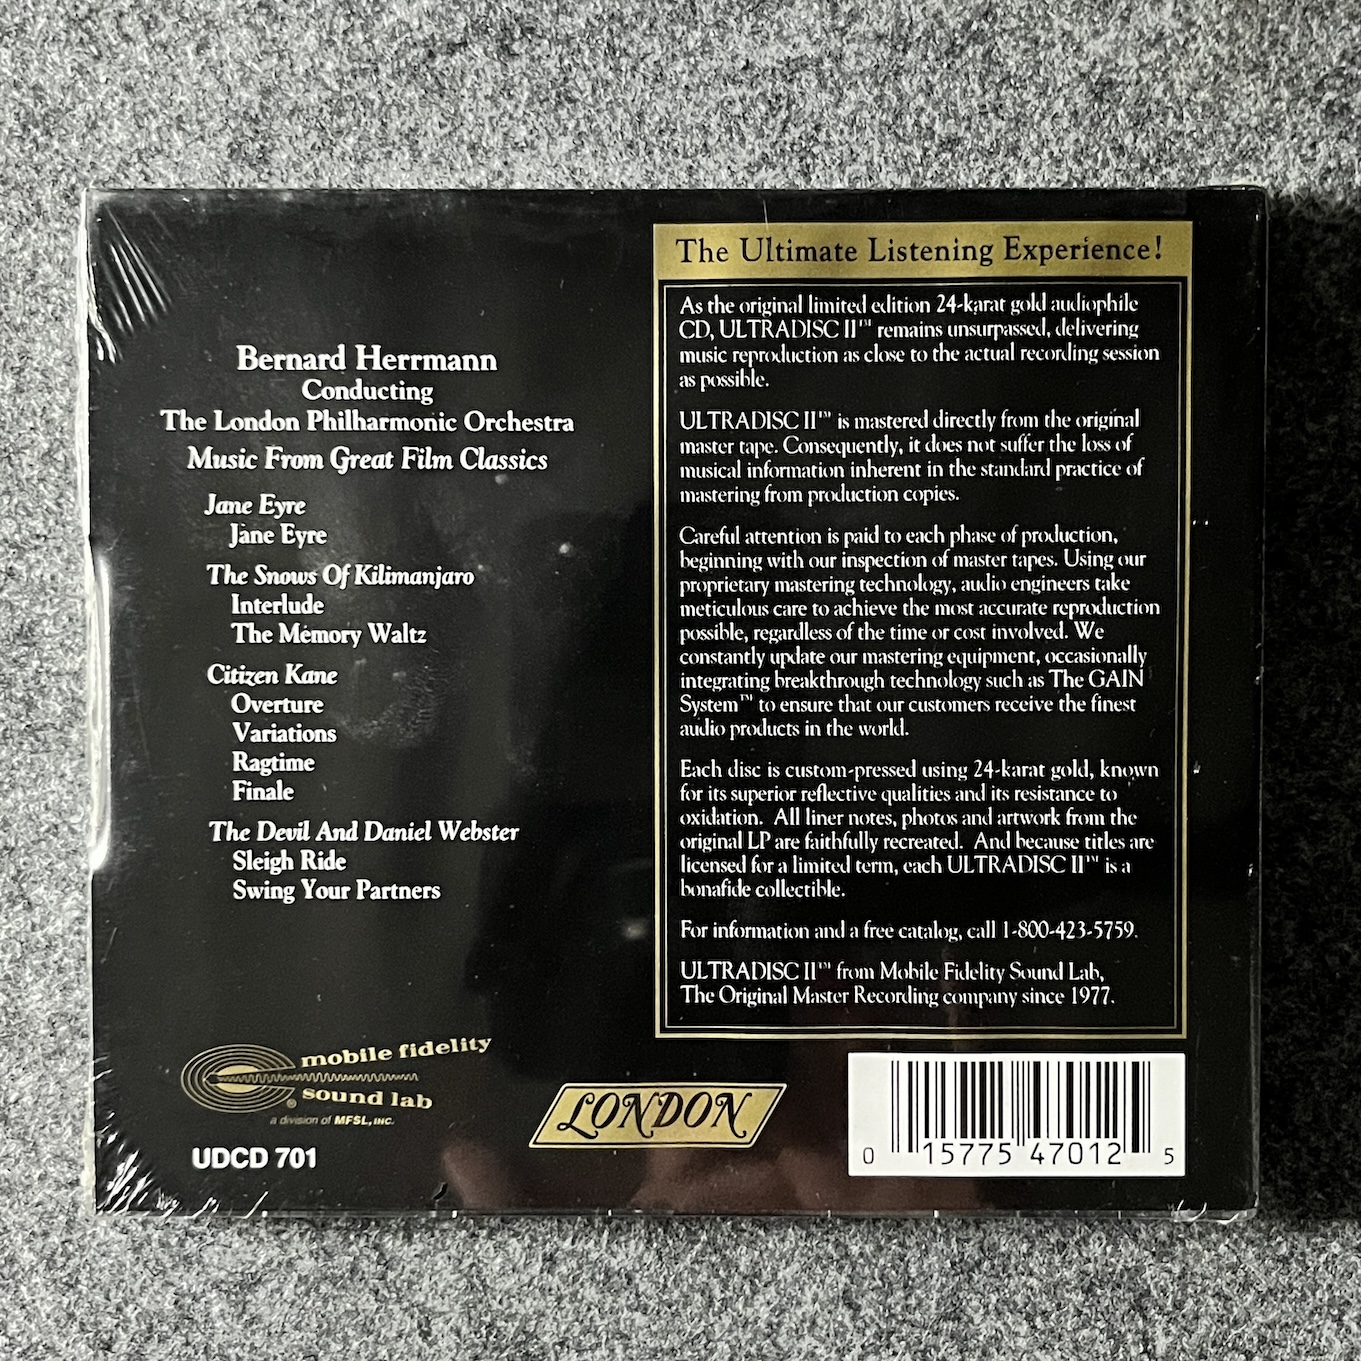 Bernard Herrmann
Conducting
The London Philharmonic Orchestra
Music From Great Film Classics
Jane Eyre
Jane Eyre
The Snows Of Kilimanjaro
Interlude
The Memory Waltz
Citizen Kane
Overture
Variations
Ragtime
Finale
The Devil And Daniel Webster
Sleigh Ride
Swing Your Partners
mobile fidelity
sound lab
®
a division of MFSL, INC.
UDCD 701
LONDON
The Ultimate Listening Experience!
As the original limited edition 24-karat gold audiophile
CD, ULTRADISC II™ remains unsurpassed, delivering
music reproduction as close to the actual recording session
as possible.
ULTRADISC II™ is mastered directly from the original
master tape. Consequently, it does not suffer the loss of
musical information inherent in the standard practice of
mastering from production copies.
Careful attention is paid to each phase of production,
beginning with our inspection of master tapes. Using our
proprietary mastering technology, audio engineers take
meticulous care to achieve the most accurate reproduction
possible, regardless of the time or cost involved. We
constantly update our mastering equipment, occasionally
integrating breakthrough technology such as The GAIN
System™ to ensure that our customers receive the finest
audio products in the world.
Each disc is custom-pressed using 24-karat gold, known
for its superior reflective qualities and its resistance to
oxidation. All liner notes, photos and artwork from the
original LP are faithfully recreated. And because titles are
licensed for a limited term, each ULTRADISC II™ is a
bonafide collectible.
For information and a free catalog, call 1-800-423-5759.
ULTRADISC II™ from Mobile Fidelity Sound Lab,
The Original Master Recording company since 1977.
0 15775 47012 5